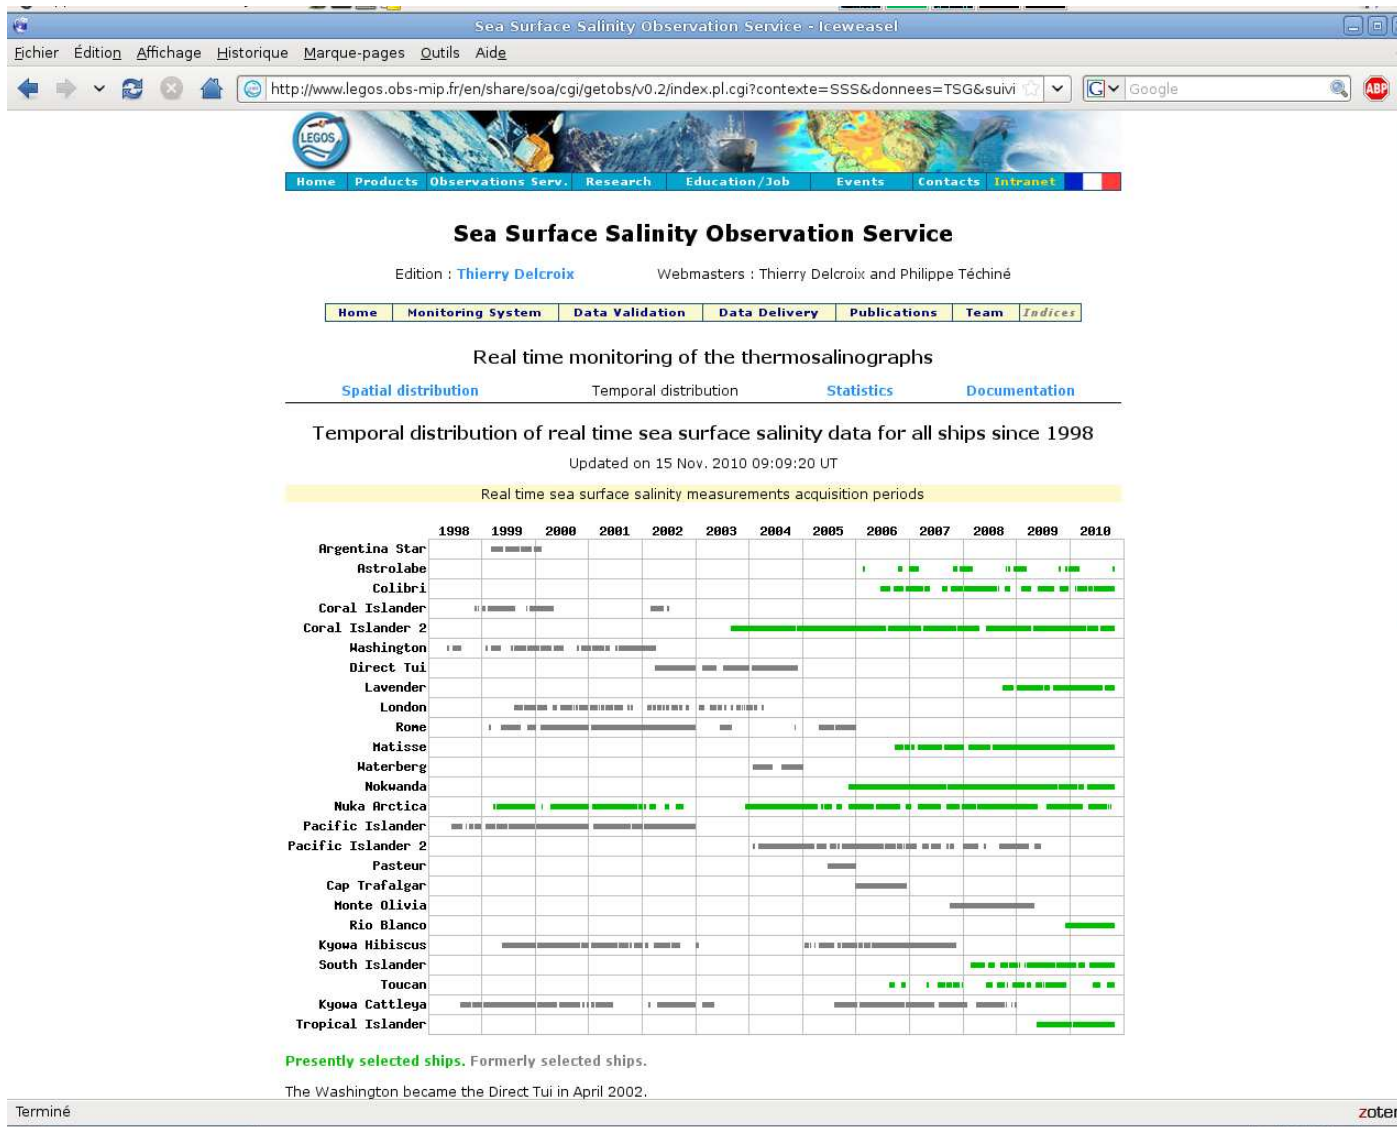 Sea Surface Salinity Observation Service - Iceweasel
Fichier Édition Affichage Historique Marque-pages Outils Aide
http://www.legos.obs-mip.fr/en/share/soa/cgi/getobs/v0.2/index.pl.cgi?contexte=SSS&donnees=TSG&suivi G Google ABP
LEGOS
Home Products Observations Serv. Research Education/Job Events Contacts Intranet
Sea Surface Salinity Observation Service
Edition : Thierry Delcroix Webmasters : Thierry Delcroix and Philippe Téchiné
Home Monitoring System Data Validation Data Delivery Publications Team Indices
Real time monitoring of the thermosalinographs
Spatial distribution Temporal distribution Statistics Documentation
Temporal distribution of real time sea surface salinity data for all ships since 1998
Updated on 15 Nov. 2010 09:09:20 UT
Real time sea surface salinity measurements acquisition periods
1998 1999 2000 2001 2002 2003 2004 2005 2006 2007 2008 2009 2010
Argentina Star
Astrolabe
Colibri
Coral Islander
Coral Islander 2
Washington
Direct Tui
Lavender
London
Rome
Matisse
Waterberg
Nokwanda
Nuka Arctica
Pacific Islander
Pacific Islander 2
Pasteur
Cap Trafalgar
Monte Olivia
Rio Blanco
Kyowa Hibiscus
South Islander
Toucan
Kyowa Cattleya
Tropical Islander
Presently selected ships. Formerly selected ships.
The Washington became the Direct Tui in April 2002.
Terminé zoter